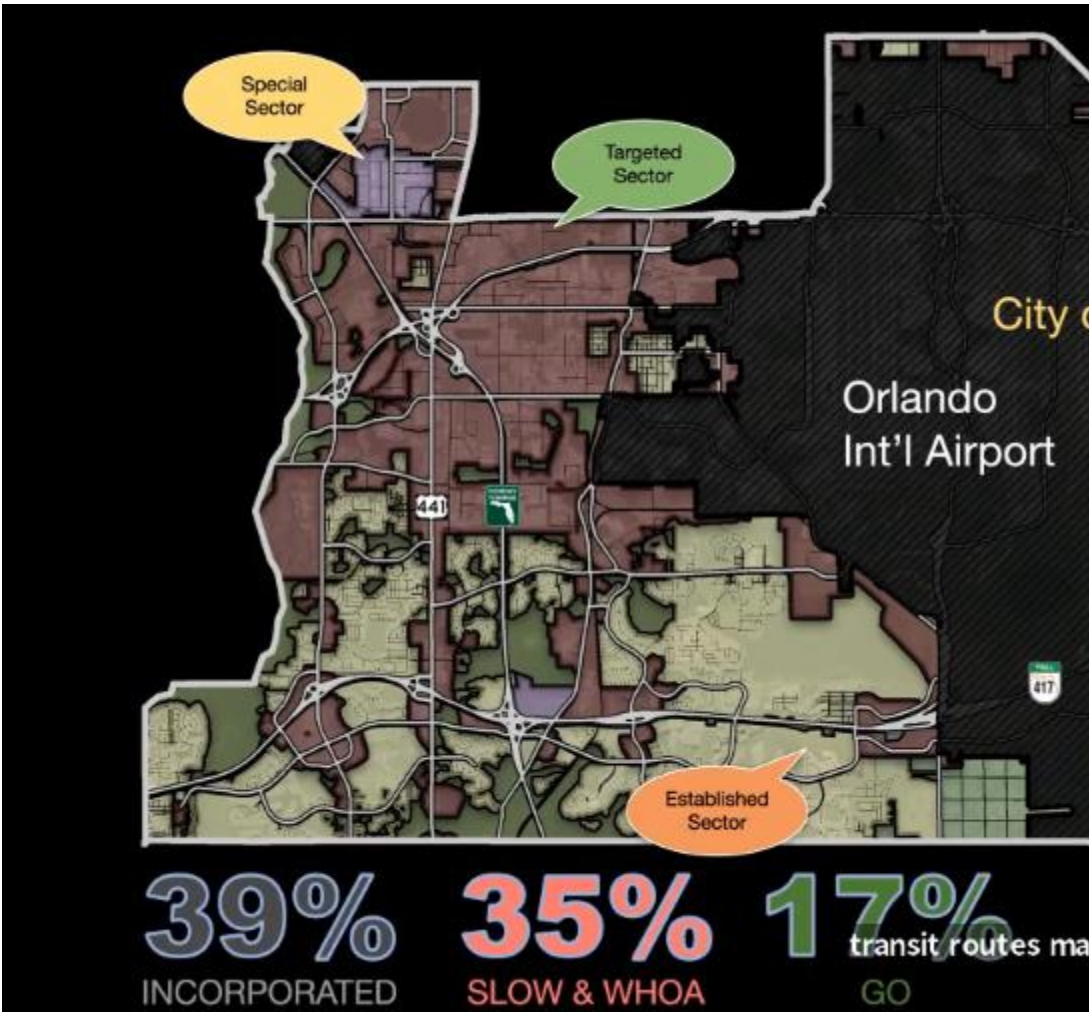 Special
Sector
Targeted
Sector
City
Orlando
Int'l Airport
441
417
Established
Sector
39%
35%
17%
transit routes ma
INCORPORATED
SLOW & WHOA
GO